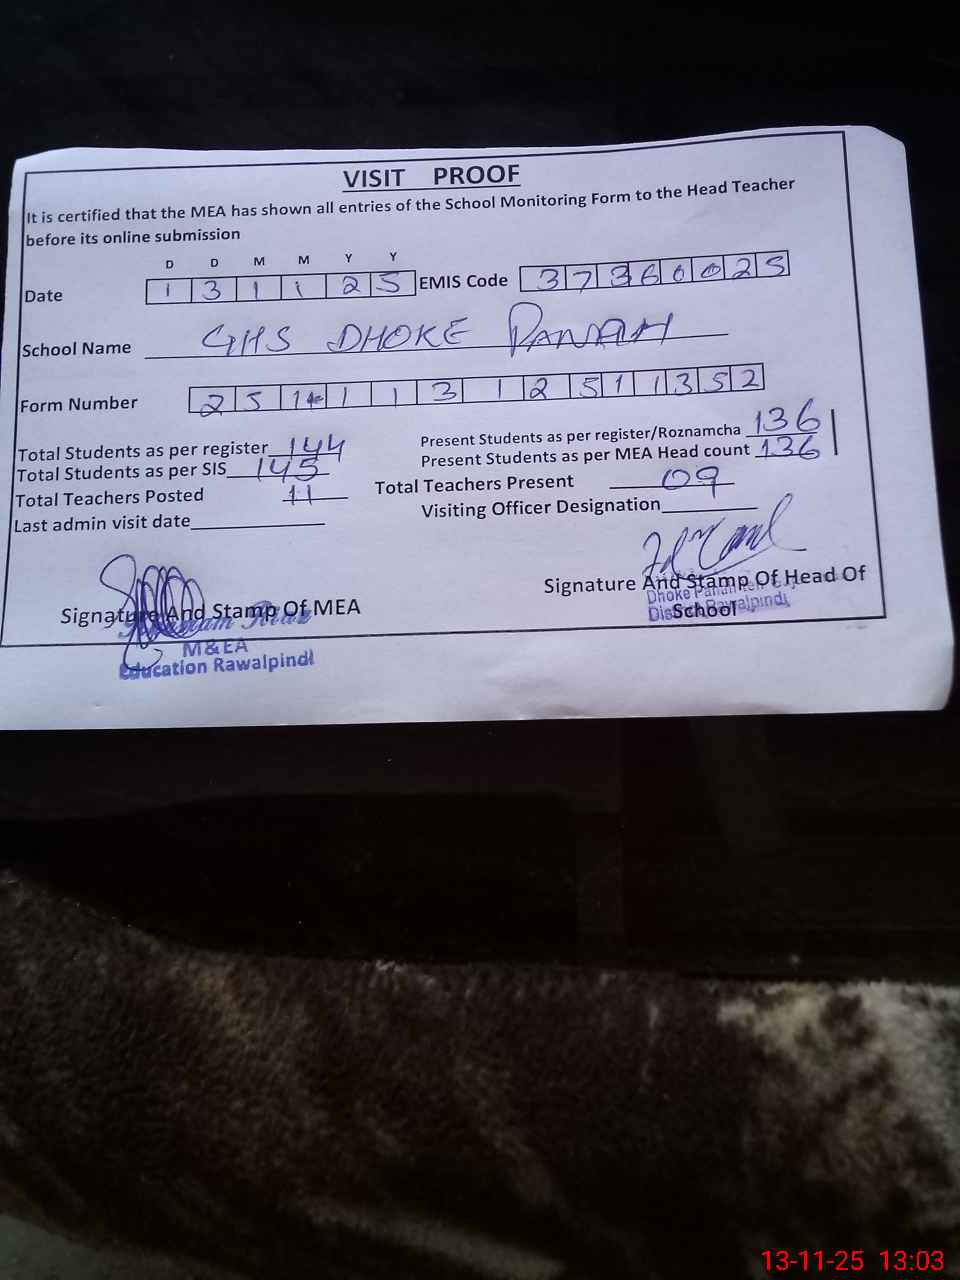 VISIT PROOF
It is certified that the MEA has shown all entries of the School Monitoring Form to the Head Teacher
before its online submission
D D M M Y Y
Date 1 3 1 1 2 5 EMIS Code 3 7 3 6 0 0 2 5
School Name GHS DHOKE PANAH
Form Number 2 5 1 1 1 3 1 2 5 1 1 3 5 2
Total Students as per register 144 Present Students as per register/Roznamcha 136
Total Students as per SIS 145 Present Students as per MEA Head count 136
Total Teachers Posted 11 Total Teachers Present 09
Last admin visit date Visiting Officer Designation
Signature And Stamp Of MEA Signature And Stamp Of Head Of
School
Dhoke Panah
District Rawalpindi
M&EA
Education Rawalpindi
13-11-25 13:03